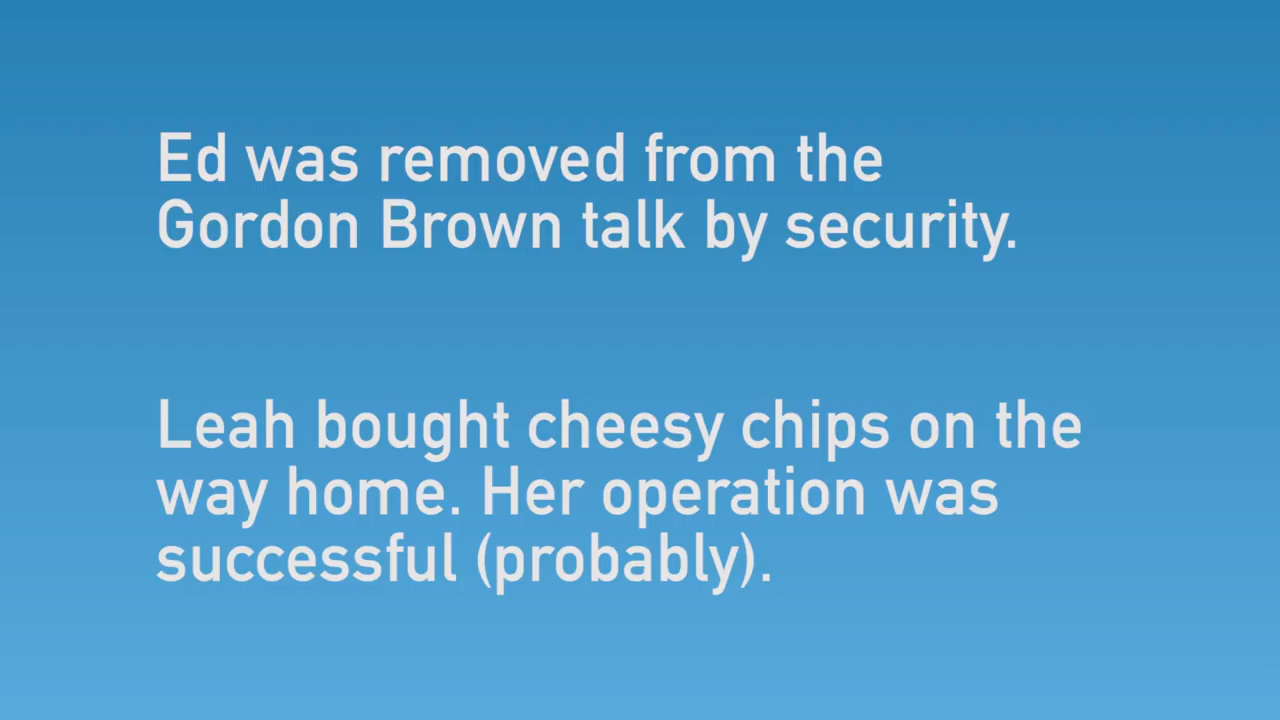 Ed was removed from the
Gordon Brown talk by security.
Leah bought cheesy chips on the
way home. Her operation was
successful (probably).